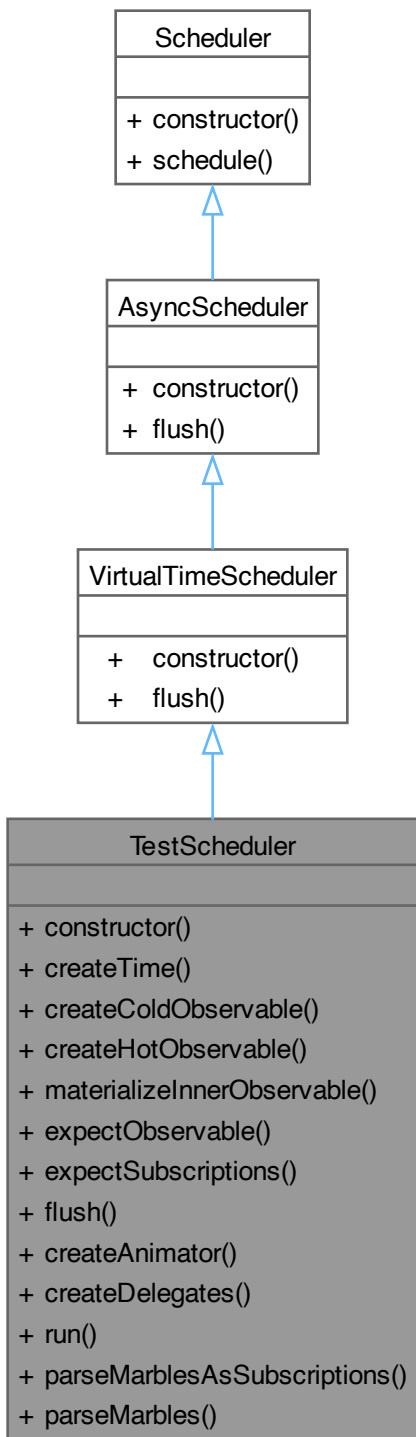 Scheduler
+ constructor()
+ schedule()
AsyncScheduler
+ constructor()
+ flush()
VirtualTimeScheduler
+ constructor()
+ flush()
TestScheduler
+ constructor()
+ createTime()
+ createColdObservable()
+ createHotObservable()
+ materializeInnerObservable()
+ expectObservable()
+ expectSubscriptions()
+ flush()
+ createAnimator()
+ createDelegates()
+ run()
+ parseMarblesAsSubscriptions()
+ parseMarbles()